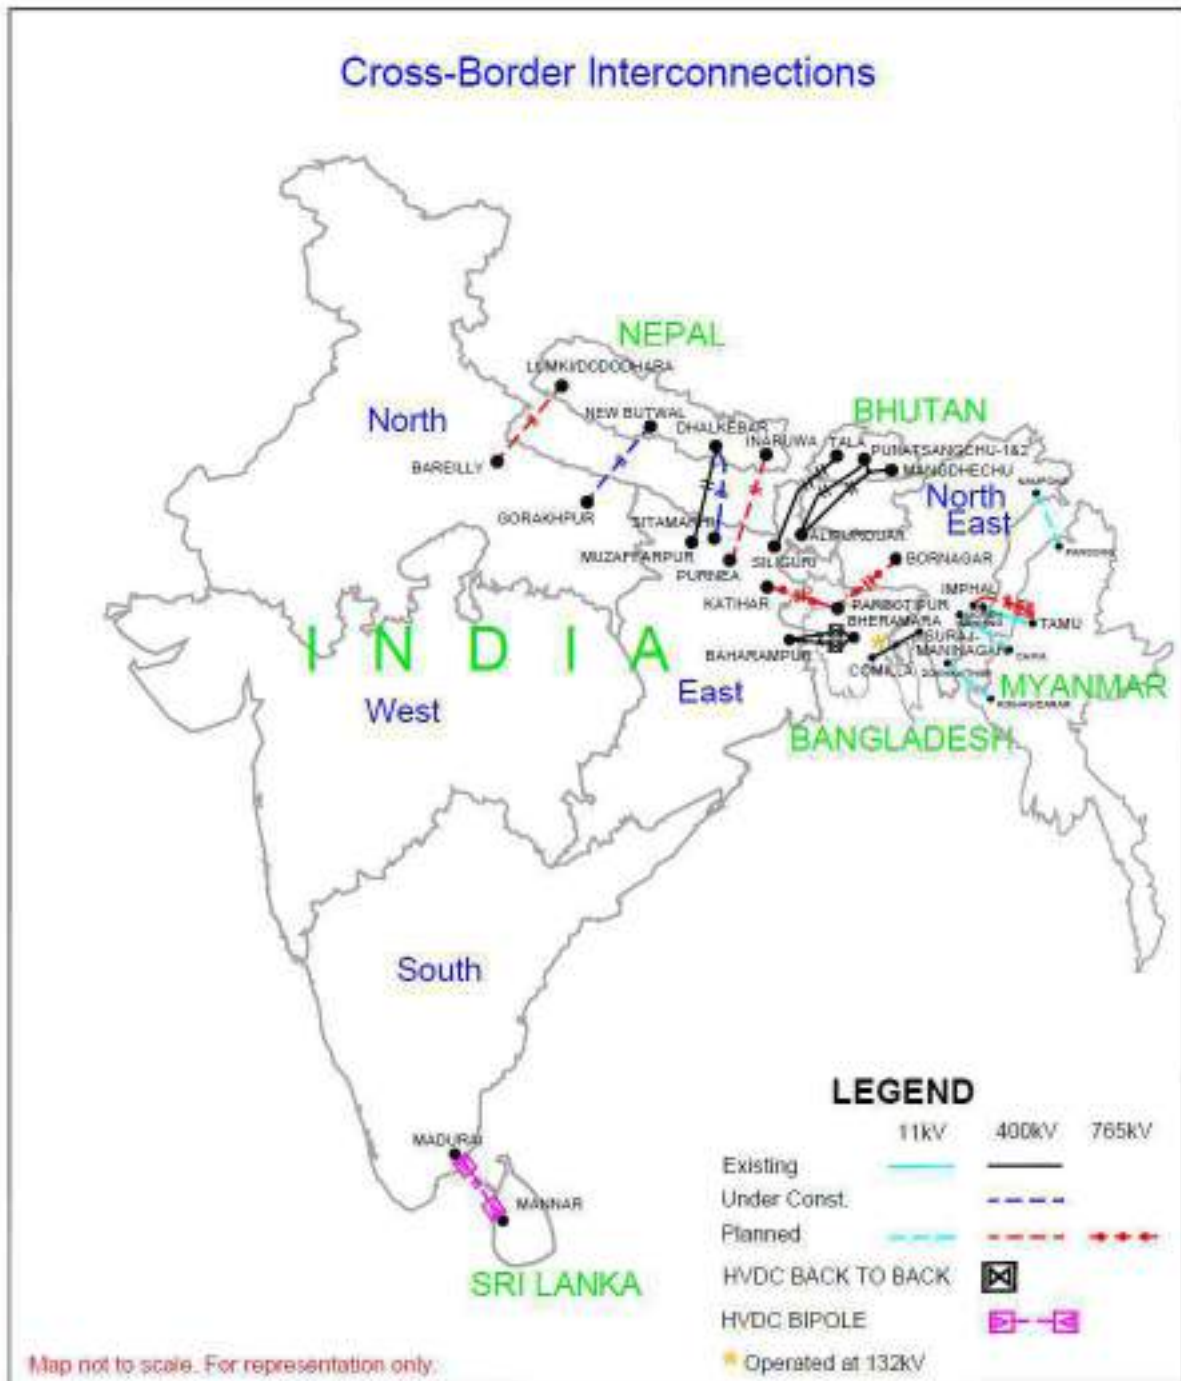 Cross-Border Interconnections
NEPAL
LUMKI/DODODHARA
North
NEW BUTWAL
DHALKEBAR
BHUTAN
INARUWA
TALA
PUNATSANGCHU-1&2
BAREILLY
MANGDHECHU
North
East
GORAKHPUR
MUZAFFARPUR
PURNEA
SILIGURI
ALIPURDUAR
BORNAGAR
KATIHAR
IMPHAL
PARBOTIPUR
BHERAMARA
TAMU
INDIA
BAHARAMPUR
SURAJ-
MANINAGAR
COMILLA
East
MYANMAR
West
BANGLADESH
South
MADURAI
MANNAR
SRI LANKA
LEGEND
11kV 400kV 765kV
Existing
Under Const.
Planned
HVDC BACK TO BACK
HVDC BIPOLE
* Operated at 132kV
Map not to scale. For representation only.